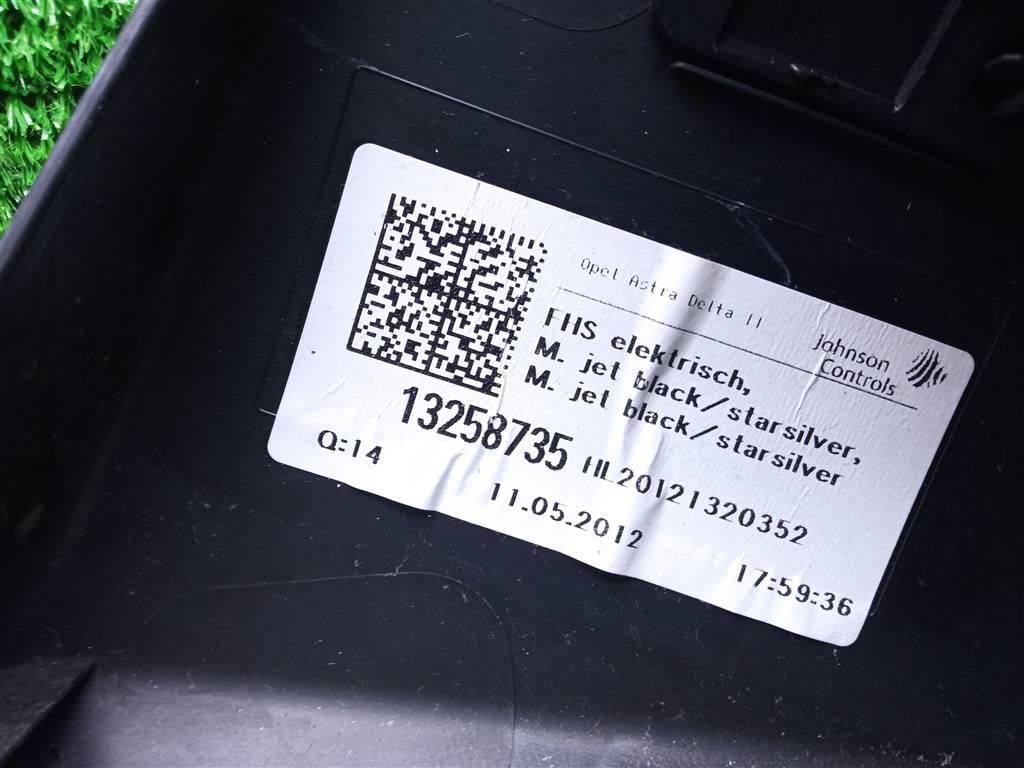 Opel Astra Delta II
Johnson
Controls
FHS elektrisch,
M. jet black/starsilver,
M. jet black/starsilver
13258735 HL20121320352
Q:14
11.05.2012
17:59:36